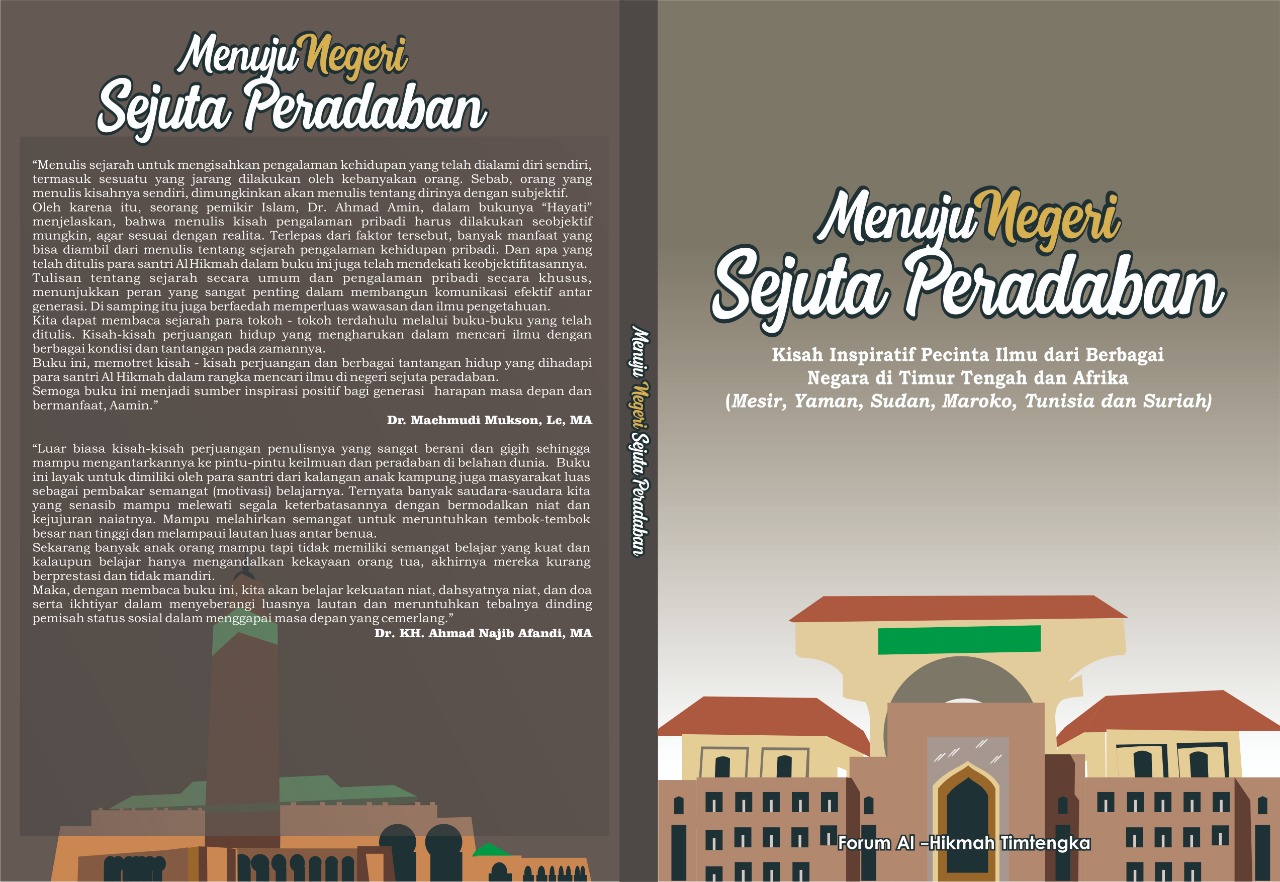 Menuju Negeri
Sejuta Peradaban
“Menulis sejarah untuk mengisahkan pengalaman kehidupan yang telah dialami diri sendiri,
termasuk sesuatu yang jarang dilakukan oleh kebanyakan orang. Sebab, orang yang
menulis kisahnya sendiri, dimungkinkan akan menulis tentang dirinya dengan subjektif.
Oleh karena itu, seorang pemikir Islam, Dr. Ahmad Amin, dalam bukunya “Hayati”
menjelaskan, bahwa menulis kisah pengalaman pribadi harus dilakukan seobjektif
mungkin, agar sesuai dengan realita. Terlepas dari faktor tersebut, banyak manfaat yang
bisa diambil dari menulis tentang sejarah pengalaman kehidupan pribadi. Dan apa yang
telah ditulis para santri Al Hikmah dalam buku ini juga telah mendekati keobjektifitasannya.
Tulisan tentang sejarah secara umum dan pengalaman pribadi secara khusus,
menunjukkan peran yang sangat penting dalam membangun komunikasi efektif antar
generasi. Di samping itu juga berfaedah memperluas wawasan dan ilmu pengetahuan.
Kita dapat membaca sejarah para tokoh - tokoh terdahulu melalui buku-buku yang telah
ditulis. Kisah-kisah perjuangan hidup yang mengharukan dalam mencari ilmu dengan
berbagai kondisi dan tantangan pada zamannya.
Buku ini, memotret kisah - kisah perjuangan dan berbagai tantangan hidup yang dihadapi
para santri Al Hikmah dalam rangka mencari ilmu di negeri sejuta peradaban.
Semoga buku ini menjadi sumber inspirasi positif bagi generasi harapan masa depan dan
bermanfaat, Aamin.”
Dr. Machmudi Mukson, Lc, MA
“Luar biasa kisah-kisah perjuangan penulisnya yang sangat berani dan gigih sehingga
mampu mengantarkannya ke pintu-pintu keilmuan dan peradaban di belahan dunia. Buku
ini layak untuk dimiliki oleh para santri dari kalangan anak kampung juga masyarakat luas
sebagai pembakar semangat (motivasi) belajarnya. Ternyata banyak saudara-saudara kita
yang senasib mampu melewati segala keterbatasannya dengan bermodalkan niat dan
kejujuran naiatnya. Mampu melahirkan semangat untuk meruntuhkan tembok-tembok
besar nan tinggi dan melampaui lautan luas antar benua.
Sekarang banyak anak orang mampu tapi tidak memiliki semangat belajar yang kuat dan
kalaupun belajar hanya mengandalkan kekayaan orang tua, akhirnya mereka kurang
berprestasi dan tidak mandiri.
Maka, dengan membaca buku ini, kita akan belajar kekuatan niat, dahsyatnya niat, dan doa
serta ikhtiyar dalam menyeberangi luasnya lautan dan meruntuhkan tebalnya dinding
pemisah status sosial dalam menggapai masa depan yang cemerlang.”
Dr. KH. Ahmad Najib Afandi, MA
Menuju Negeri Sejuta Peradaban
Menuju Negeri
Sejuta Peradaban
Kisah Inspiratif Pecinta Ilmu dari Berbagai
Negara di Timur Tengah dan Afrika
(Mesir, Yaman, Sudan, Maroko, Tunisia dan Suriah)
Forum Al –Hikmah Timtengka